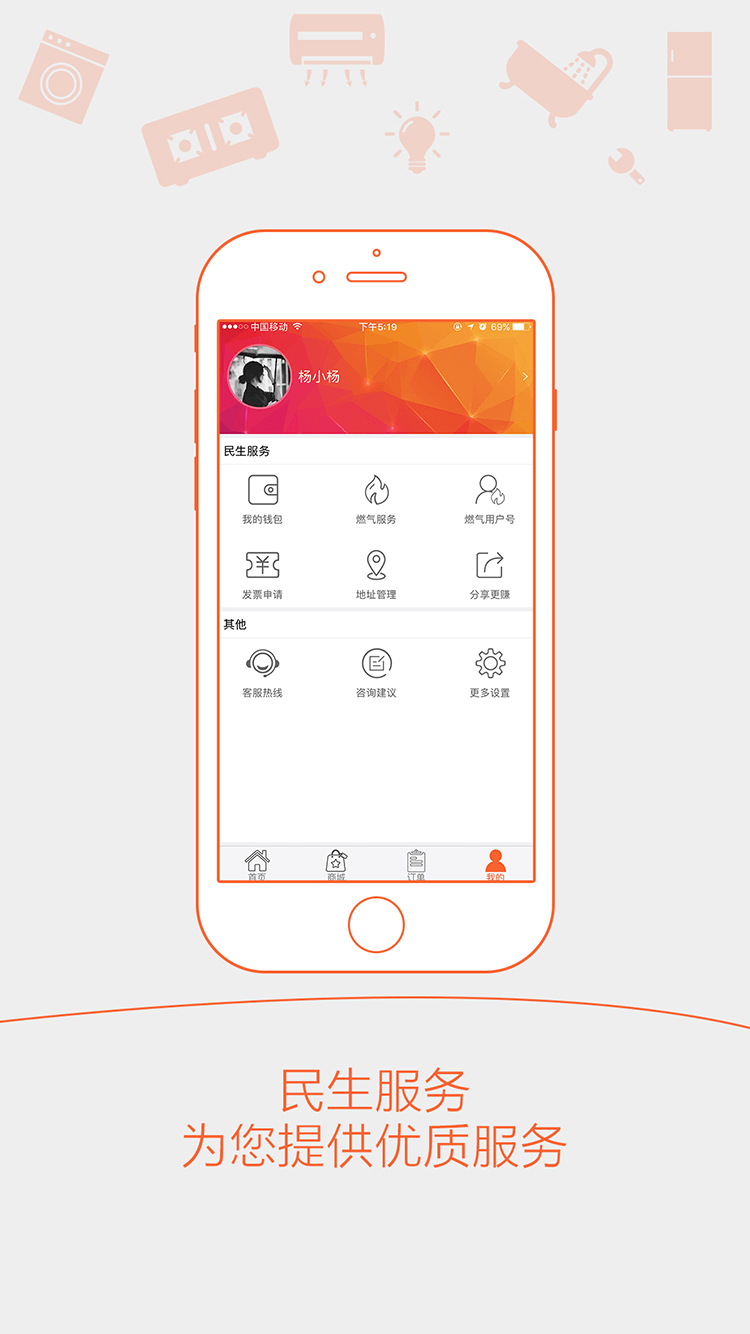 中国移动 下午5:19 69%
杨小杨
民生服务
我的钱包 燃气服务 燃气用户号
发票申请 地址管理 分享更赚
其他
客服热线 咨询建议 更多设置
首页 商城 订单 我的
民生服务
为您提供优质服务